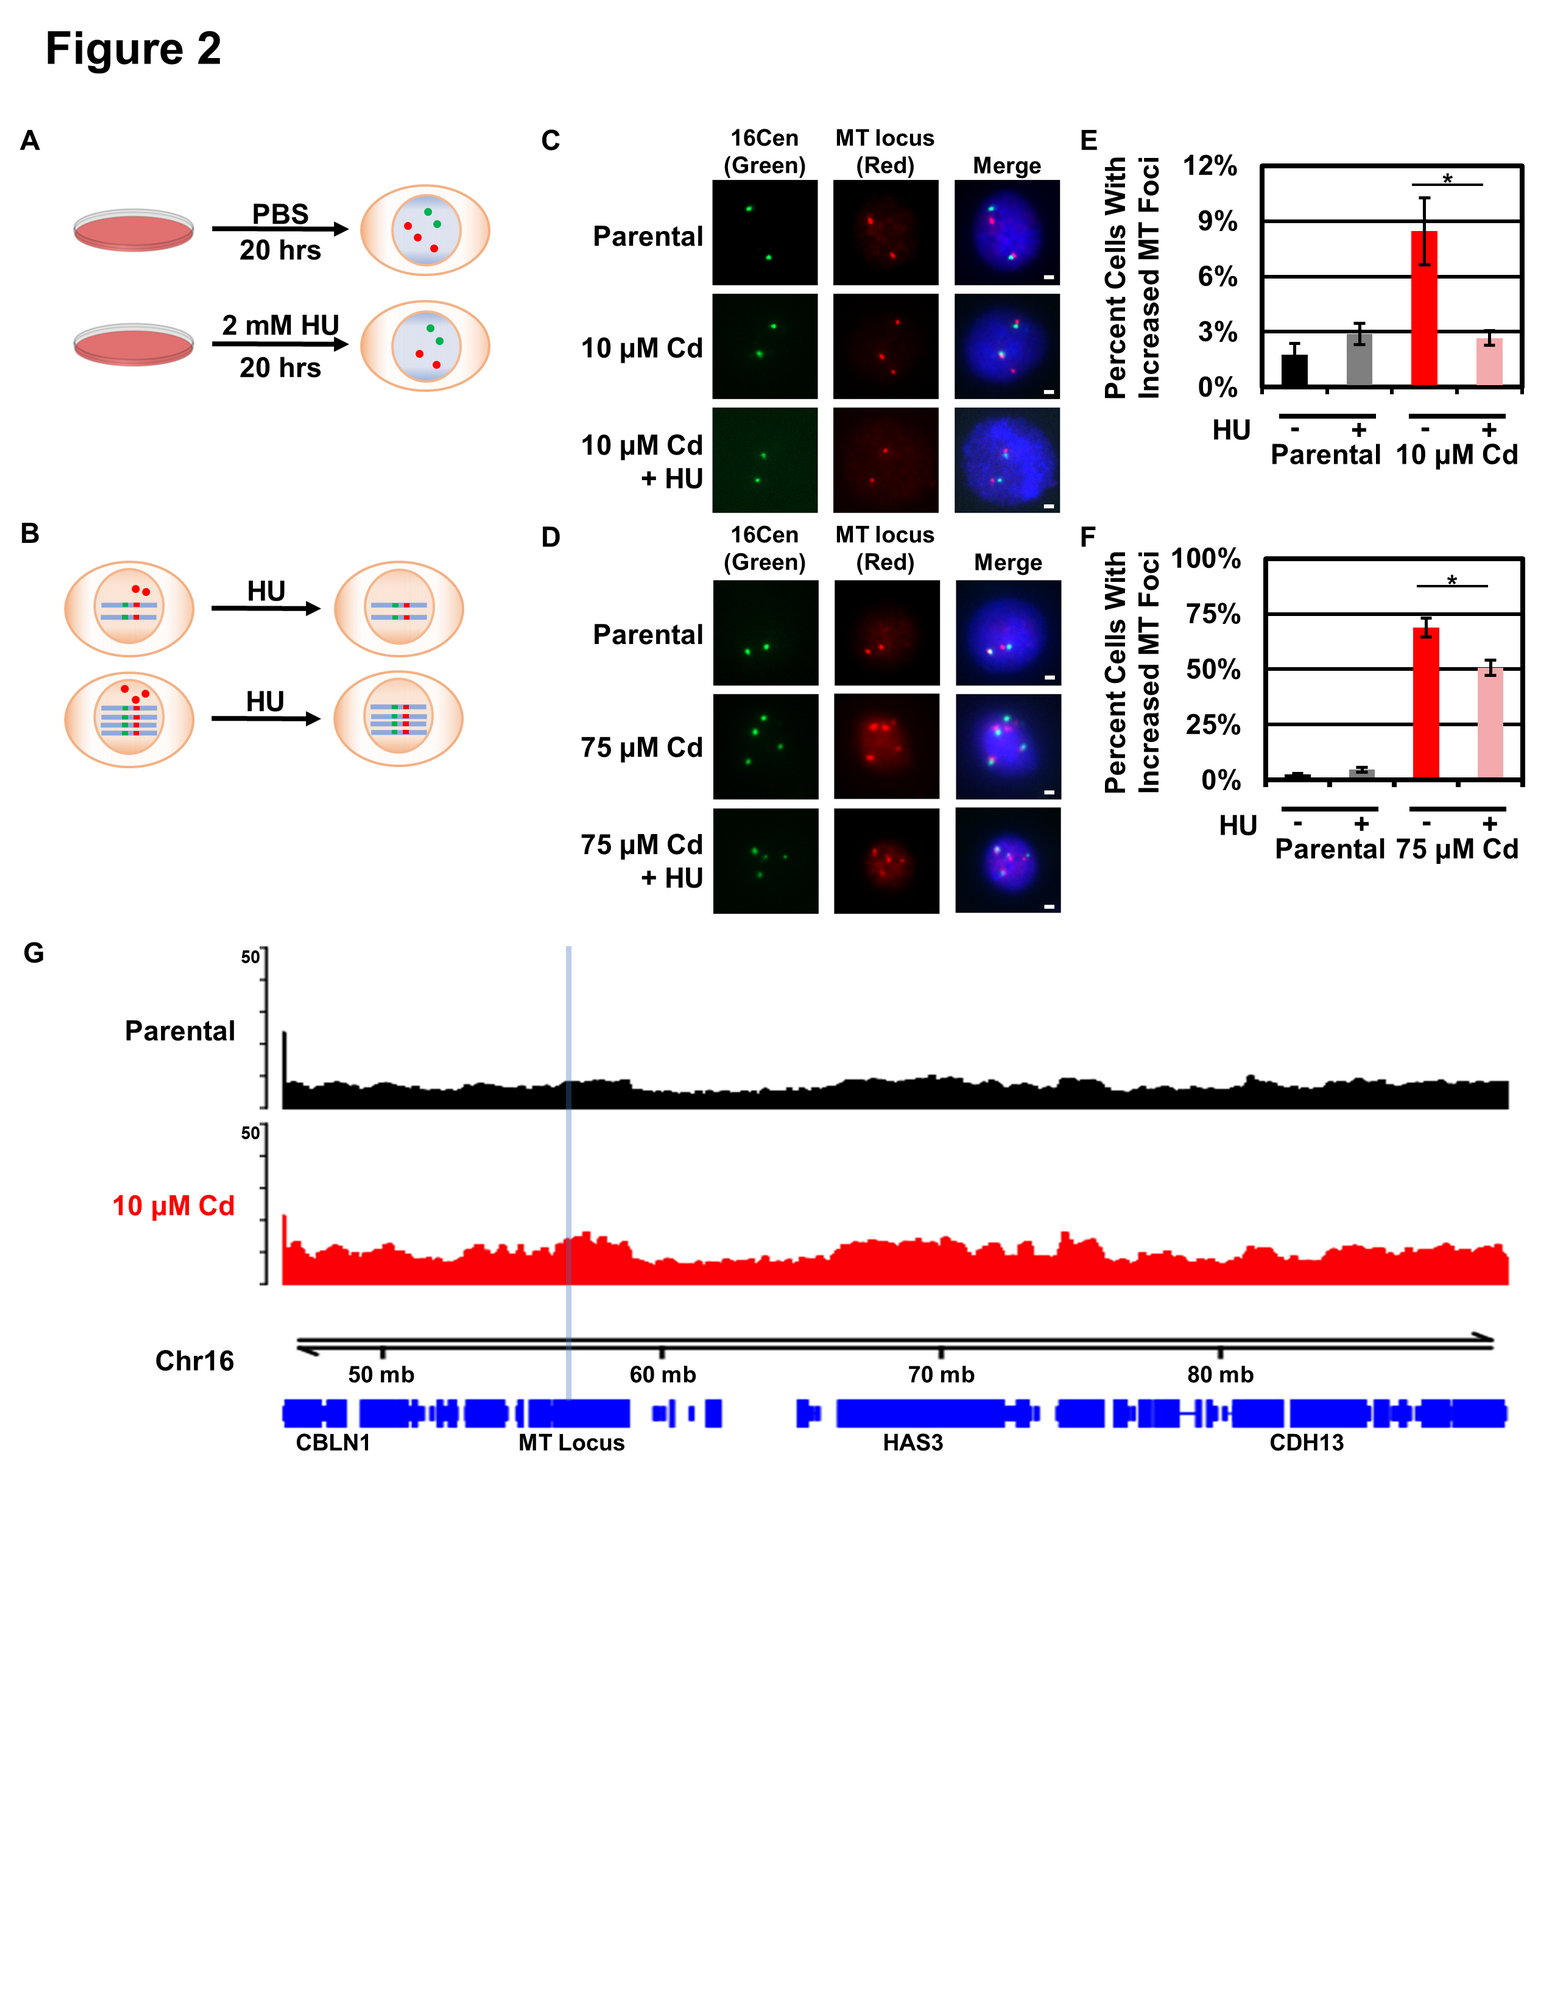 Figure 2
A
PBS
20 hrs
2 mM HU
20 hrs
B
HU
HU
C
16Cen
(Green)
MT locus
(Red)
Merge
Parental
10 µM Cd
10 µM Cd
+ HU
D
16Cen
(Green)
MT locus
(Red)
Merge
Parental
75 µM Cd
75 µM Cd
+ HU
E
Percent Cells With
Increased MT Foci
12%
9%
6%
3%
0%
*
HU
-
+
-
+
Parental
10 µM Cd
F
Percent Cells With
Increased MT Foci
100%
75%
50%
25%
0%
*
HU
-
+
-
+
Parental
75 µM Cd
G
50
Parental
50
10 µM Cd
Chr16
50 mb
60 mb
70 mb
80 mb
CBLN1
MT Locus
HAS3
CDH13